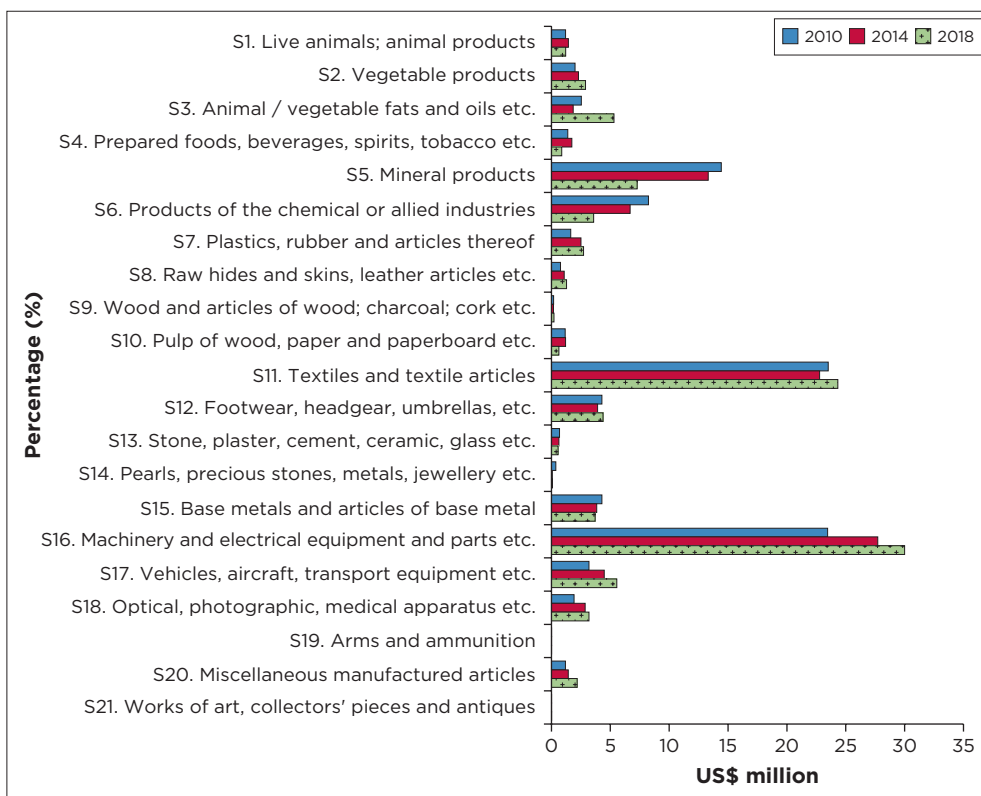 2010 2014 2018
S1. Live animals; animal products
S2. Vegetable products
S3. Animal / vegetable fats and oils etc.
S4. Prepared foods, beverages, spirits, tobacco etc.
S5. Mineral products
S6. Products of the chemical or allied industries
S7. Plastics, rubber and articles thereof
S8. Raw hides and skins, leather articles etc.
S9. Wood and articles of wood; charcoal; cork etc.
S10. Pulp of wood, paper and paperboard etc.
S11. Textiles and textile articles
S12. Footwear, headgear, umbrellas, etc.
S13. Stone, plaster, cement, ceramic, glass etc.
S14. Pearls, precious stones, metals, jewellery etc.
S15. Base metals and articles of base metal
S16. Machinery and electrical equipment and parts etc.
S17. Vehicles, aircraft, transport equipment etc.
S18. Optical, photographic, medical apparatus etc.
S19. Arms and ammunition
S20. Miscellaneous manufactured articles
S21. Works of art, collectors' pieces and antiques
Percentage (%)
0 5 10 15 20 25 30 35
US$ million